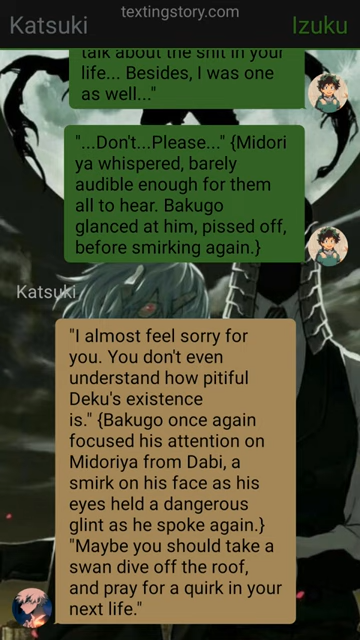 textingstory.com
Katsuki
Izuku
talk about the shit in your
life... Besides, I was one
as well..."
"...Don't...Please..." {Midori
ya whispered, barely
audible enough for them
all to hear. Bakugo
glanced at him, pissed off,
before smirking again.}
Katsuki
"I almost feel sorry for
you. You don't even
understand how pitiful
Deku's existence
is." {Bakugo once again
focused his attention on
Midoriya from Dabi, a
smirk on his face as his
eyes held a dangerous
glint as he spoke again.}
"Maybe you should take a
swan dive off the roof,
and pray for a quirk in your
next life."